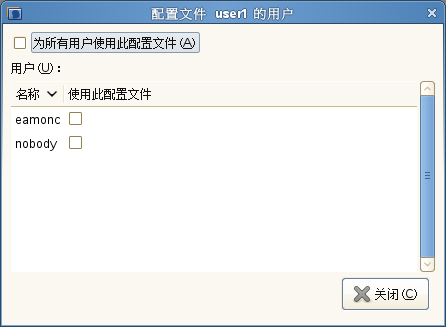 配置文件 user1 的用户
为所有用户使用此配置文件(A)
用户(U)：
名称 使用此配置文件
eamonc
nobody
关闭(C)